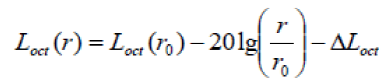 L_oct(r) = L_oct(r_0) − 20lg(r/r_0) − ΔL_oct